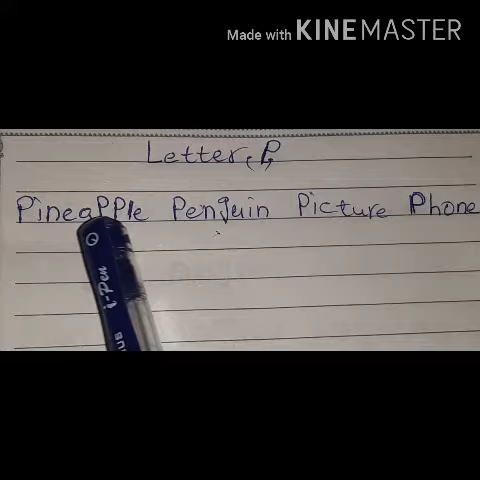 Made with KINEMASTER
Letter, P,
PineaPPle Penguin Picture Phone
i-Pen